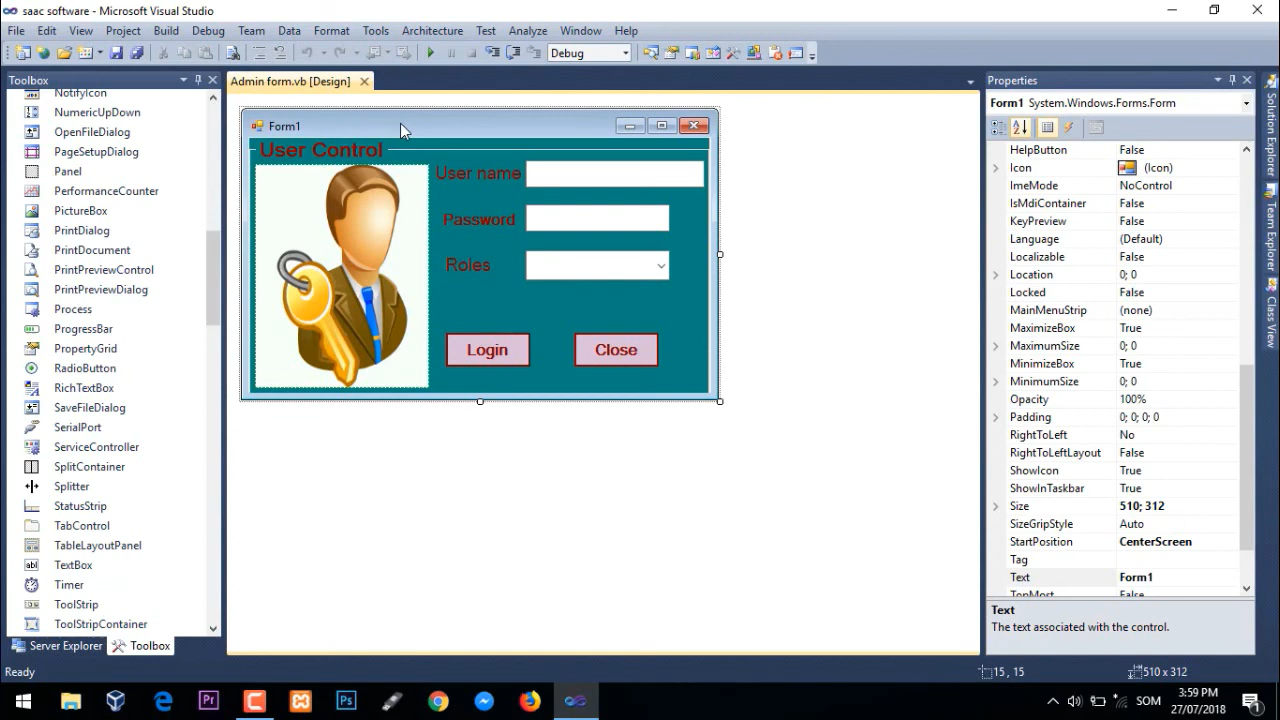 saac software - Microsoft Visual Studio
File Edit View Project Build Debug Team Data Format Tools Architecture Test Analyze Window Help
Debug
Toolbox
NotifyIcon
NumericUpDown
OpenFileDialog
PageSetupDialog
Panel
PerformanceCounter
PictureBox
PrintDialog
PrintDocument
PrintPreviewControl
PrintPreviewDialog
Process
ProgressBar
PropertyGrid
RadioButton
RichTextBox
SaveFileDialog
SerialPort
ServiceController
SplitContainer
Splitter
StatusStrip
TabControl
TableLayoutPanel
TextBox
Timer
ToolStrip
ToolStripContainer
Server Explorer Toolbox
Admin form.vb [Design]
Form1
User Control
User name
Password
Roles
Login Close
Properties
Form1 System.Windows.Forms.Form
HelpButton False
Icon (Icon)
ImeMode NoControl
IsMdiContainer False
KeyPreview False
Language (Default)
Localizable False
Location 0; 0
Locked False
MainMenuStrip (none)
MaximizeBox True
MaximumSize 0; 0
MinimizeBox True
MinimumSize 0; 0
Opacity 100%
Padding 0; 0; 0; 0
RightToLeft No
RightToLeftLayout False
ShowIcon True
ShowInTaskbar True
Size 510; 312
SizeGripStyle Auto
StartPosition CenterScreen
Tag
Text Form1
TopMost False
Text
The text associated with the control.
Solution Explorer
Team Explorer
Class View
Ready
15 , 15
510 x 312
Pr
Ps
SOM
3:59 PM
27/07/2018
1